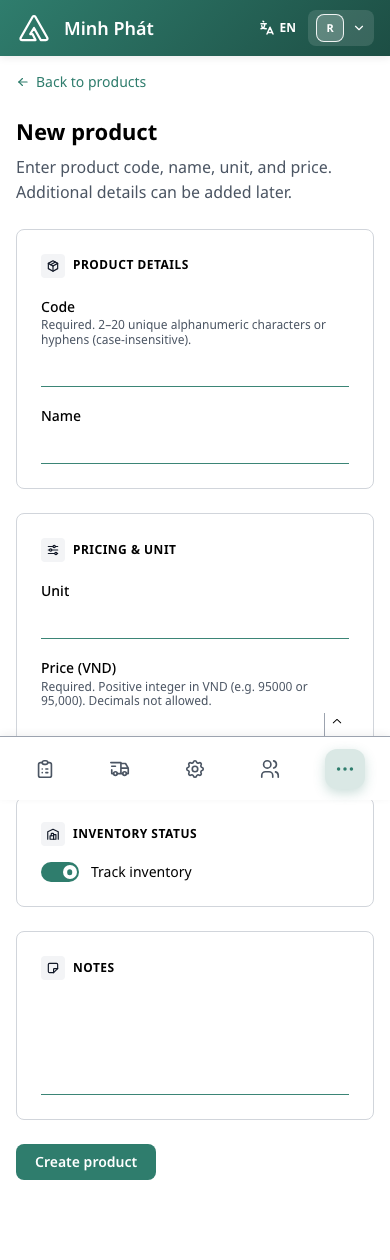 Minh Phát
EN
R
Back to products
New product
Enter product code, name, unit, and price.
Additional details can be added later.
PRODUCT DETAILS
Code
Required. 2–20 unique alphanumeric characters or
hyphens (case-insensitive).
Name
PRICING & UNIT
Unit
Price (VND)
Required. Positive integer in VND (e.g. 95000 or
95,000). Decimals not allowed.
INVENTORY STATUS
Track inventory
NOTES
Create product